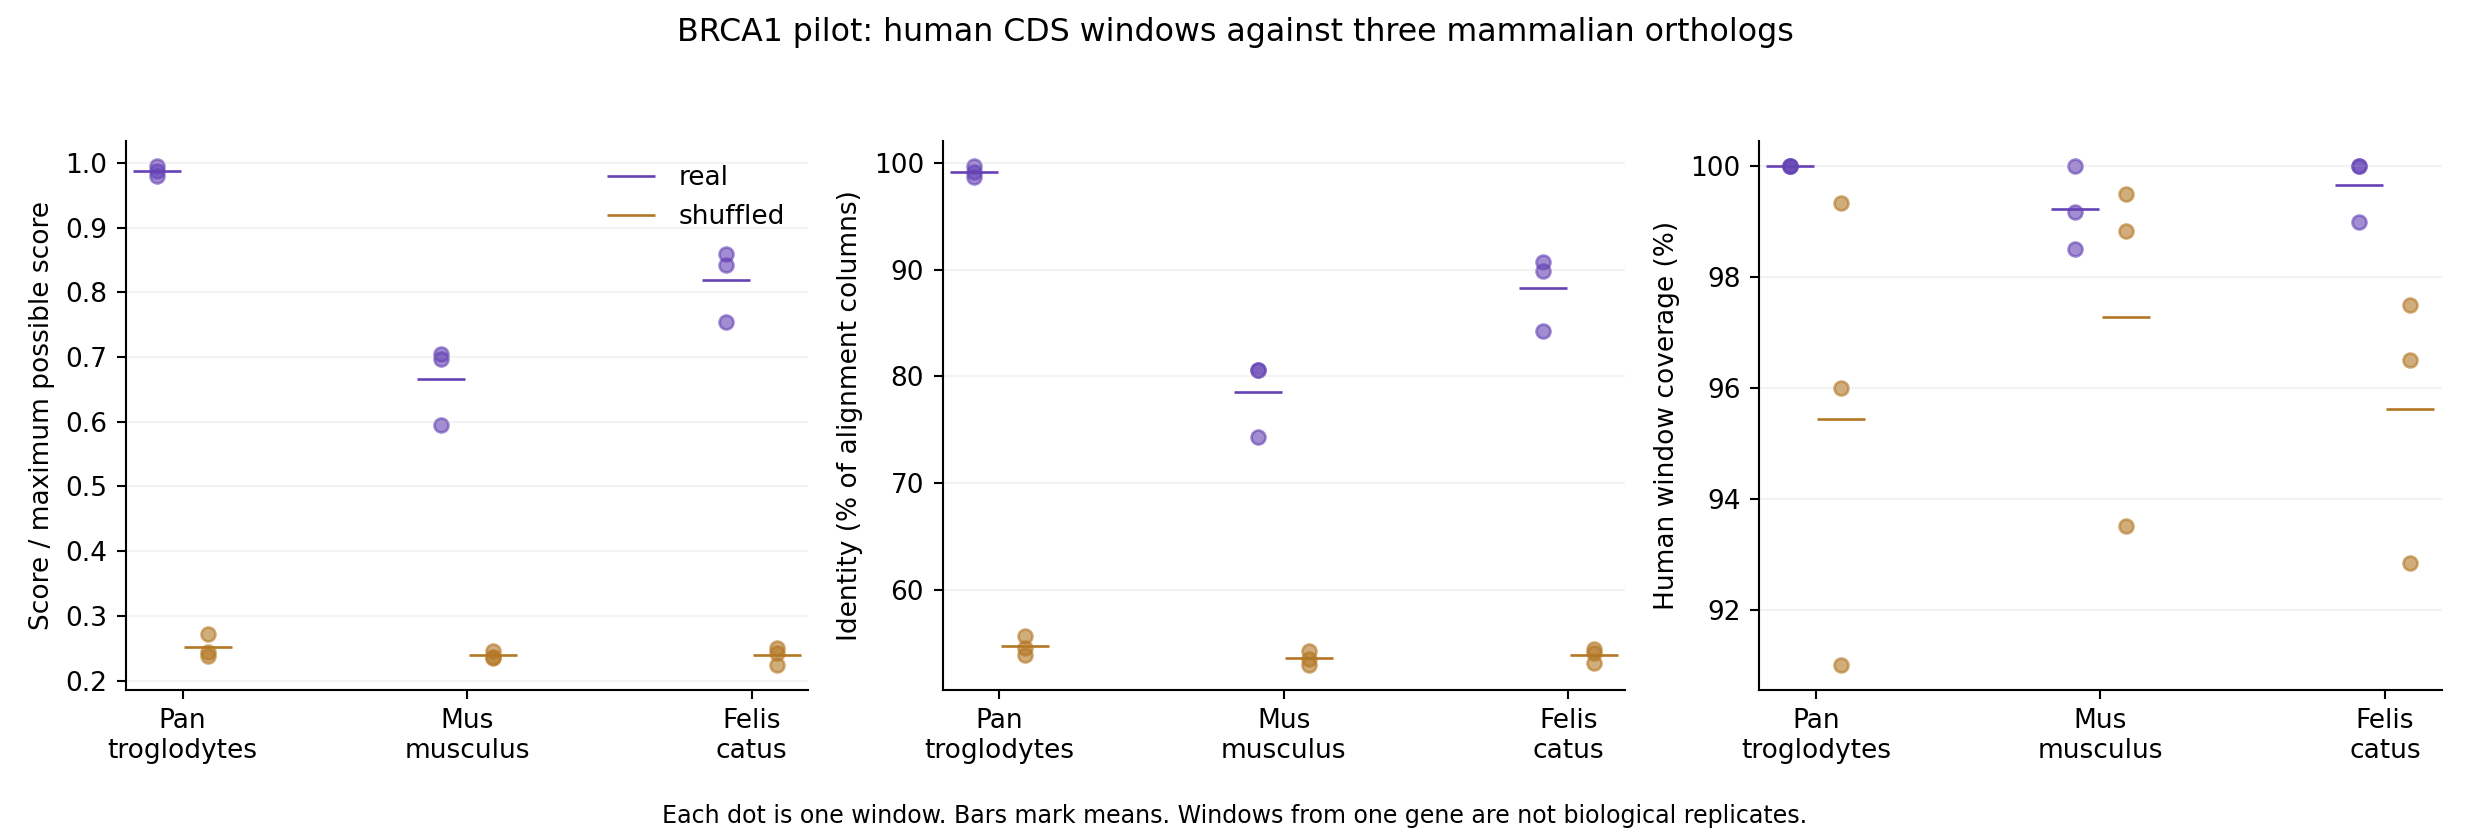 BRCA1 pilot: human CDS windows against three mammalian orthologs
Score / maximum possible score
1.0
0.9
0.8
0.7
0.6
0.5
0.4
0.3
0.2
real
shuffled
Pan
troglodytes
Mus
musculus
Felis
catus
Identity (% of alignment columns)
100
90
80
70
60
Pan
troglodytes
Mus
musculus
Felis
catus
Human window coverage (%)
100
98
96
94
92
Pan
troglodytes
Mus
musculus
Felis
catus
Each dot is one window. Bars mark means. Windows from one gene are not biological replicates.